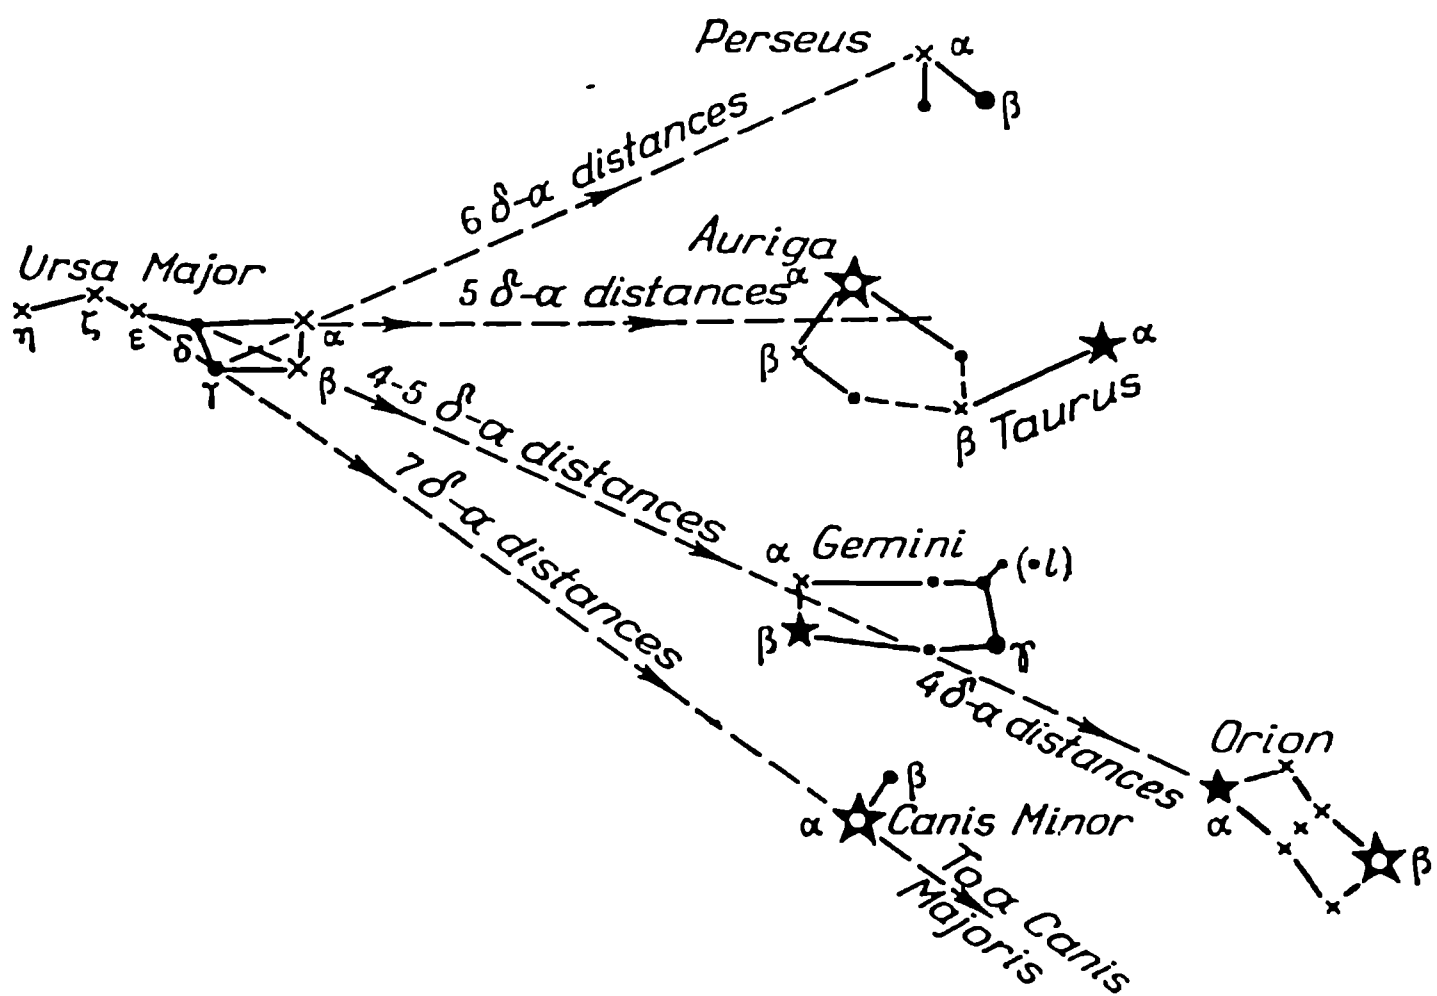 Perseus
α
β
6 δ-α distances
Auriga
α
β
Ursa Major
5 δ-α distances
η
ζ
ε
δ
α
γ
β
α
β Taurus
4-5 δ-α distances
7 δ-α distances
α Gemini
(•ι)
β
γ
4 δ-α distances
Orion
α
β
β
α Canis Minor
To α Canis
Majoris